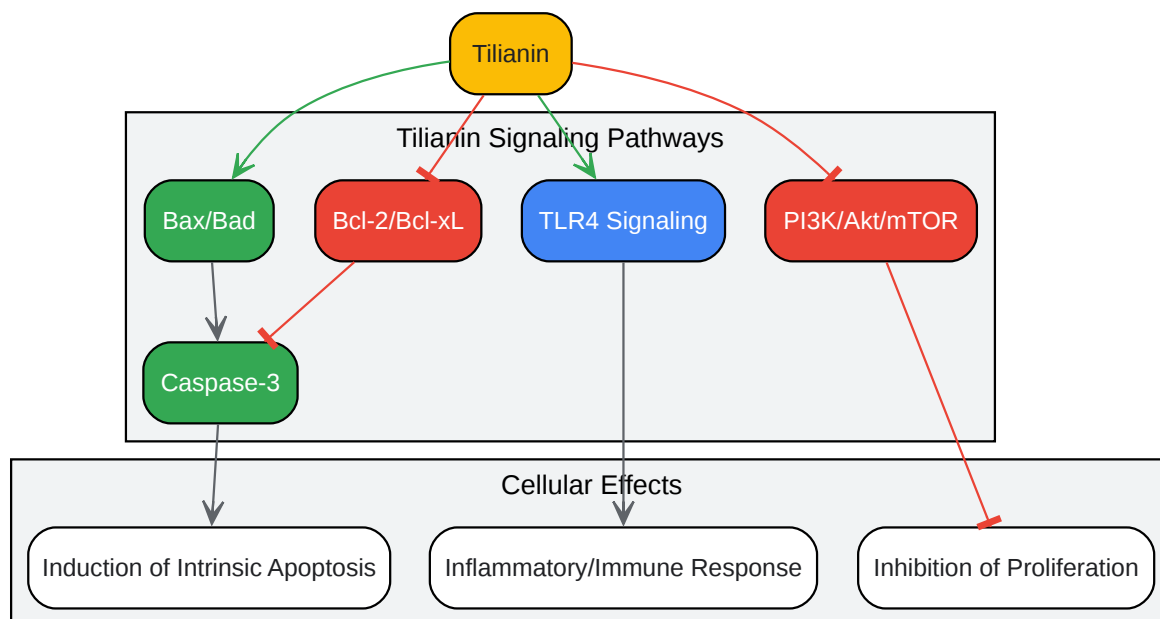 Tilianin
Tilianin Signaling Pathways
Bax/Bad
Bcl-2/Bcl-xL
TLR4 Signaling
PI3K/Akt/mTOR
Caspase-3
Cellular Effects
Induction of Intrinsic Apoptosis
Inflammatory/Immune Response
Inhibition of Proliferation